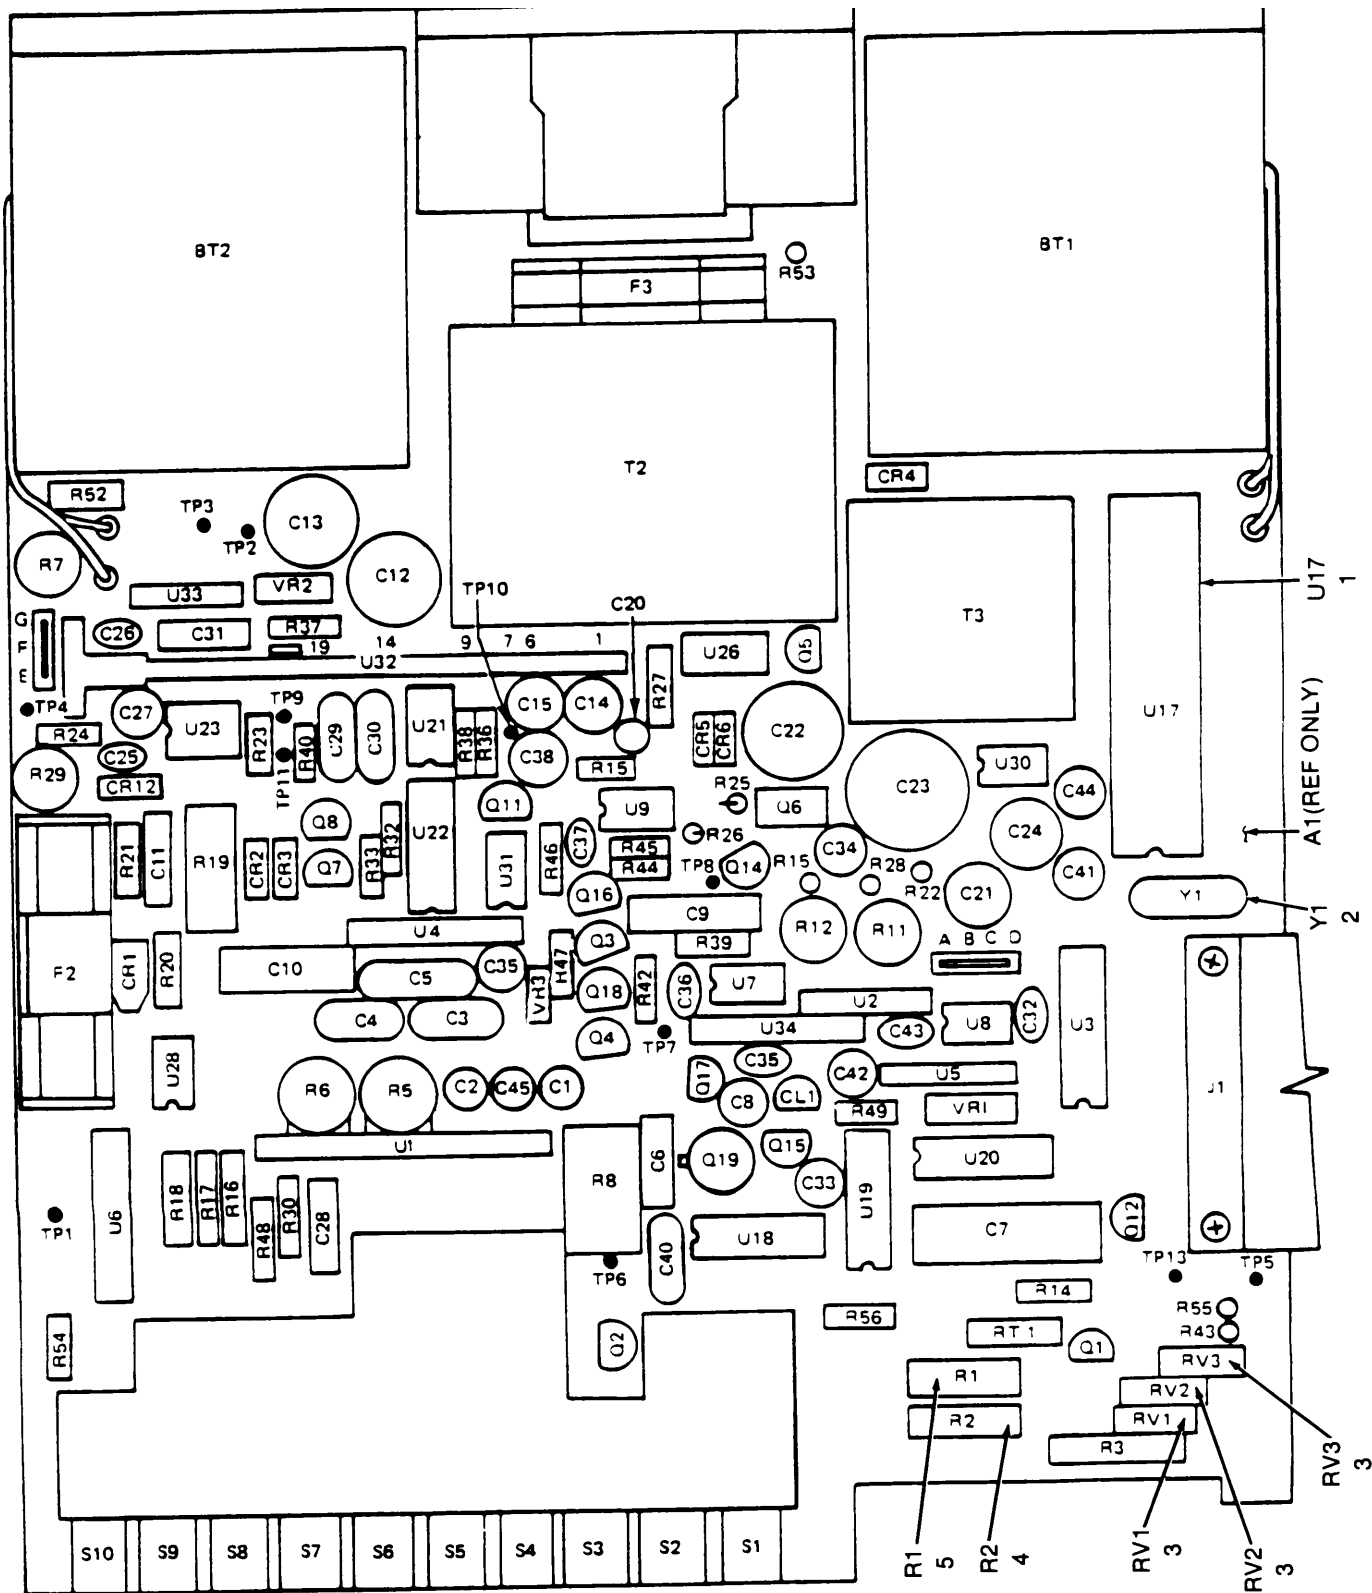 BT2
BT1
F3
R53
T2
CR4
R52
TP3
TP2
C13
R7
C12
U33
VR2
TP10
C20
T3
U17
1
G
F
E
C26
C31
R37
19
14
9
7
6
1
U32
U26
Q5
R27
TP4
C27
U23
TP9
R23
R40
C29
C30
U21
R38
R36
C15
C14
C38
CR5
CR6
C22
U17
R24
C25
R29
CR12
TP11
R15
R25
Q6
C23
U30
C44
A1(REF ONLY)
Q11
U9
R26
C24
R21
C11
R19
Q8
Q7
CR2
CR3
R33
R32
U22
U31
R46
C37
R45
R44
TP8
Q14
R15
C34
R28
R22
C21
C41
Q16
C9
R12
R11
Y1
Y1
2
U4
Q3
R39
A
B
C
D
F2
CR1
R20
C10
C5
C35
VR3
R47
Q18
R42
C36
U7
U2
C4
C3
Q4
TP7
U34
C43
U8
C32
U3
J1
U28
R6
R5
C2
C45
C1
Q17
C35
C8
CL1
C42
R49
U5
VR1
U1
R8
C6
Q19
Q15
C33
U19
U20
TP1
U6
R18
R17
R16
R48
R30
C28
C40
U18
C7
Q12
TP6
TP13
TP5
R14
R55
R43
R54
Q2
R56
RT1
Q1
RV3
R1
RV2
R2
RV1
R3
RV3
3
S10
S9
S8
S7
S6
S5
S4
S3
S2
S1
R1
5
R2
4
RV1
3
RV2
3